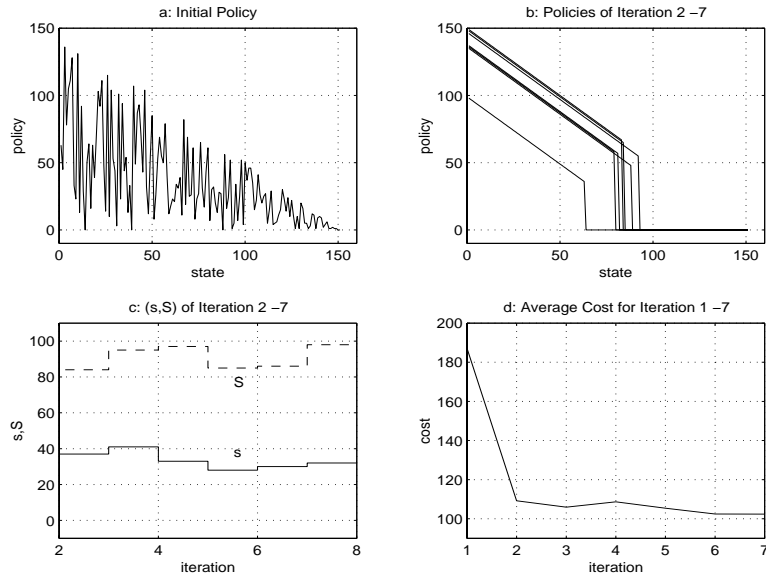 a: Initial Policy
150
100
50
0
policy
0 50 100 150
state
b: Policies of Iteration 2 −7
150
100
50
0
policy
0 50 100 150
state
c: (s,S) of Iteration 2 −7
100
80
60
40
20
0
s,S
S
s
2 4 6 8
iteration
d: Average Cost for Iteration 1 −7
200
180
160
140
120
100
cost
1 2 3 4 5 6 7
iteration